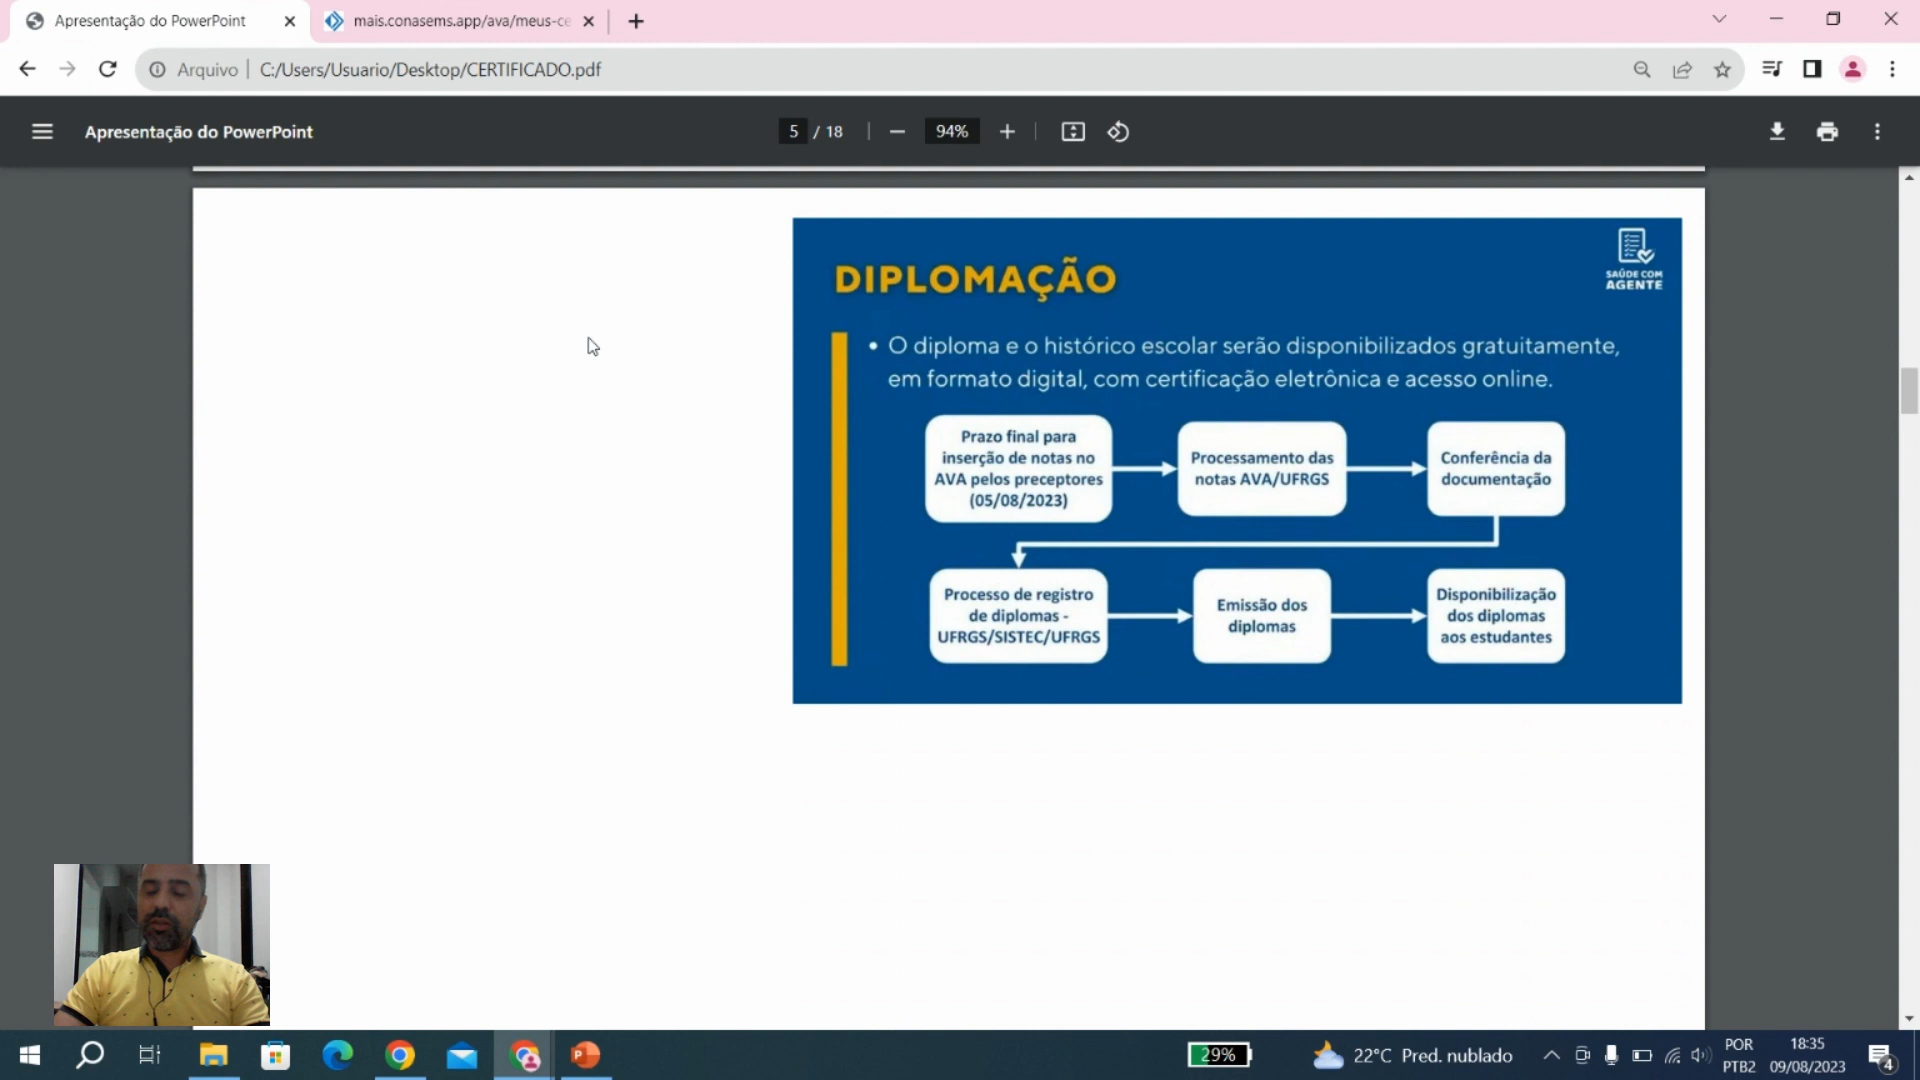 Apresentação do PowerPoint
mais.conasems.app/ava/meus-ce
Arquivo
C:/Users/Usuario/Desktop/CERTIFICADO.pdf
Apresentação do PowerPoint
5 / 18
94%
DIPLOMAÇÃO
SAÚDE COM
AGENTE
• O diploma e o histórico escolar serão disponibilizados gratuitamente,
em formato digital, com certificação eletrônica e acesso online.
Prazo final para
inserção de notas no
AVA pelos preceptores
(05/08/2023)
Processamento das
notas AVA/UFRGS
Conferência da
documentação
Processo de registro
de diplomas -
UFRGS/SISTEC/UFRGS
Emissão dos
diplomas
Disponibilização
dos diplomas
aos estudantes
29%
22°C Pred. nublado
POR
PTB2
18:35
09/08/2023
4